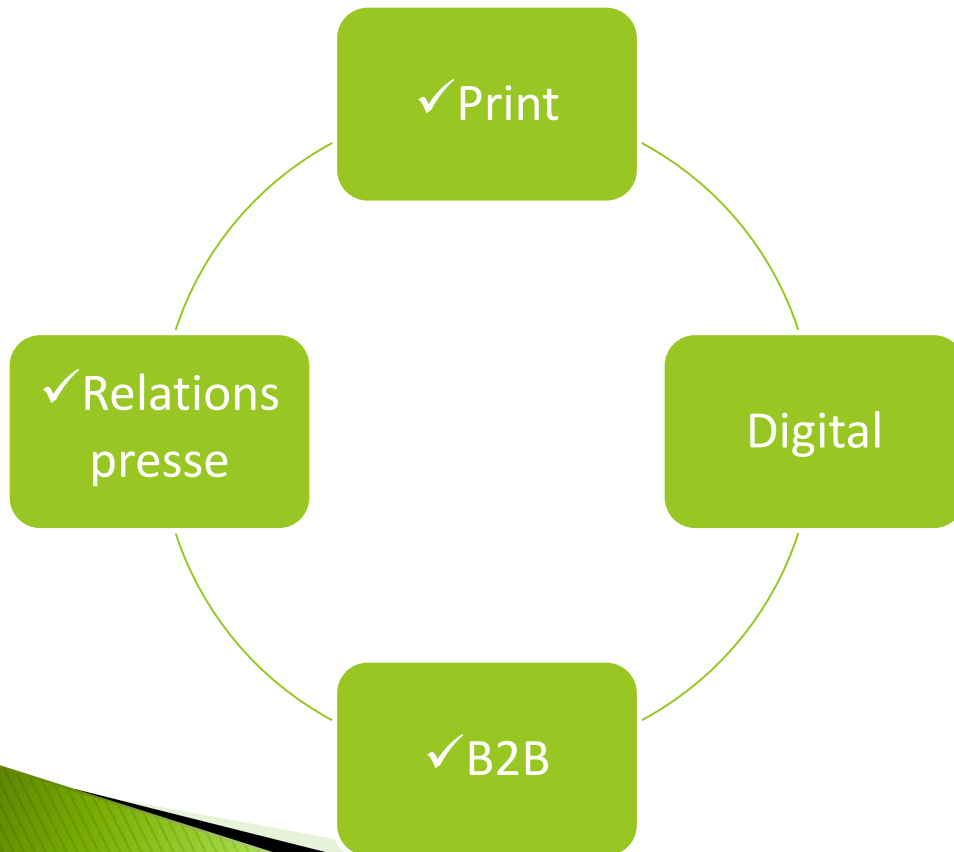 ✓Print
✓Relations
presse
Digital
✓B2B